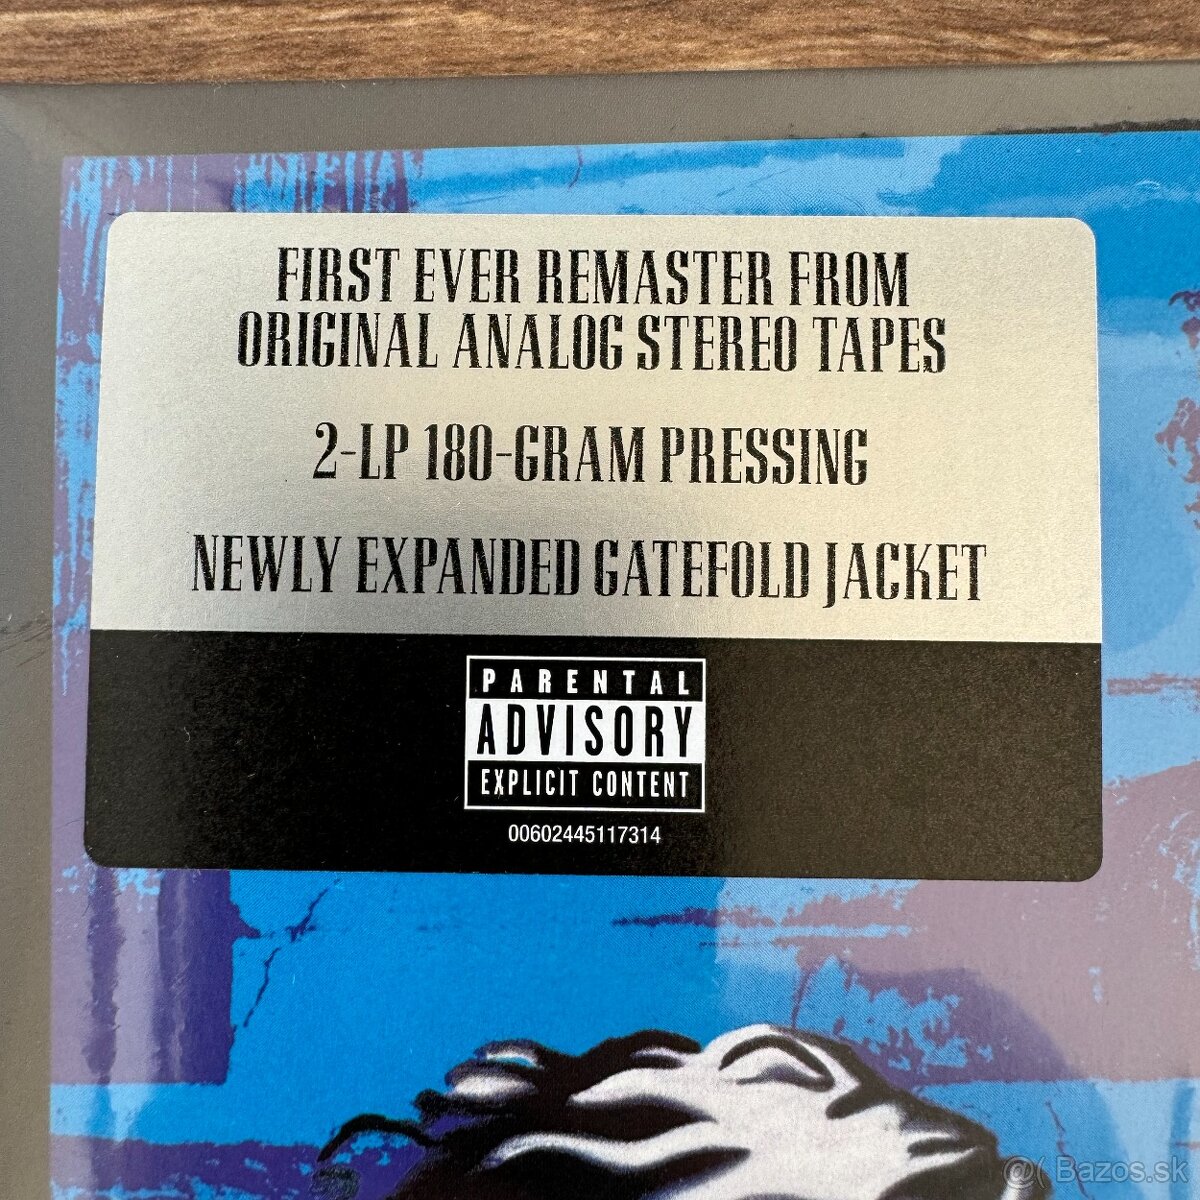 FIRST EVER REMASTER FROM
ORIGINAL ANALOG STEREO TAPES
2-LP 180-GRAM PRESSING
NEWLY EXPANDED GATEFOLD JACKET
PARENTAL
ADVISORY
EXPLICIT CONTENT
00602445117314
@( Bazos.sk